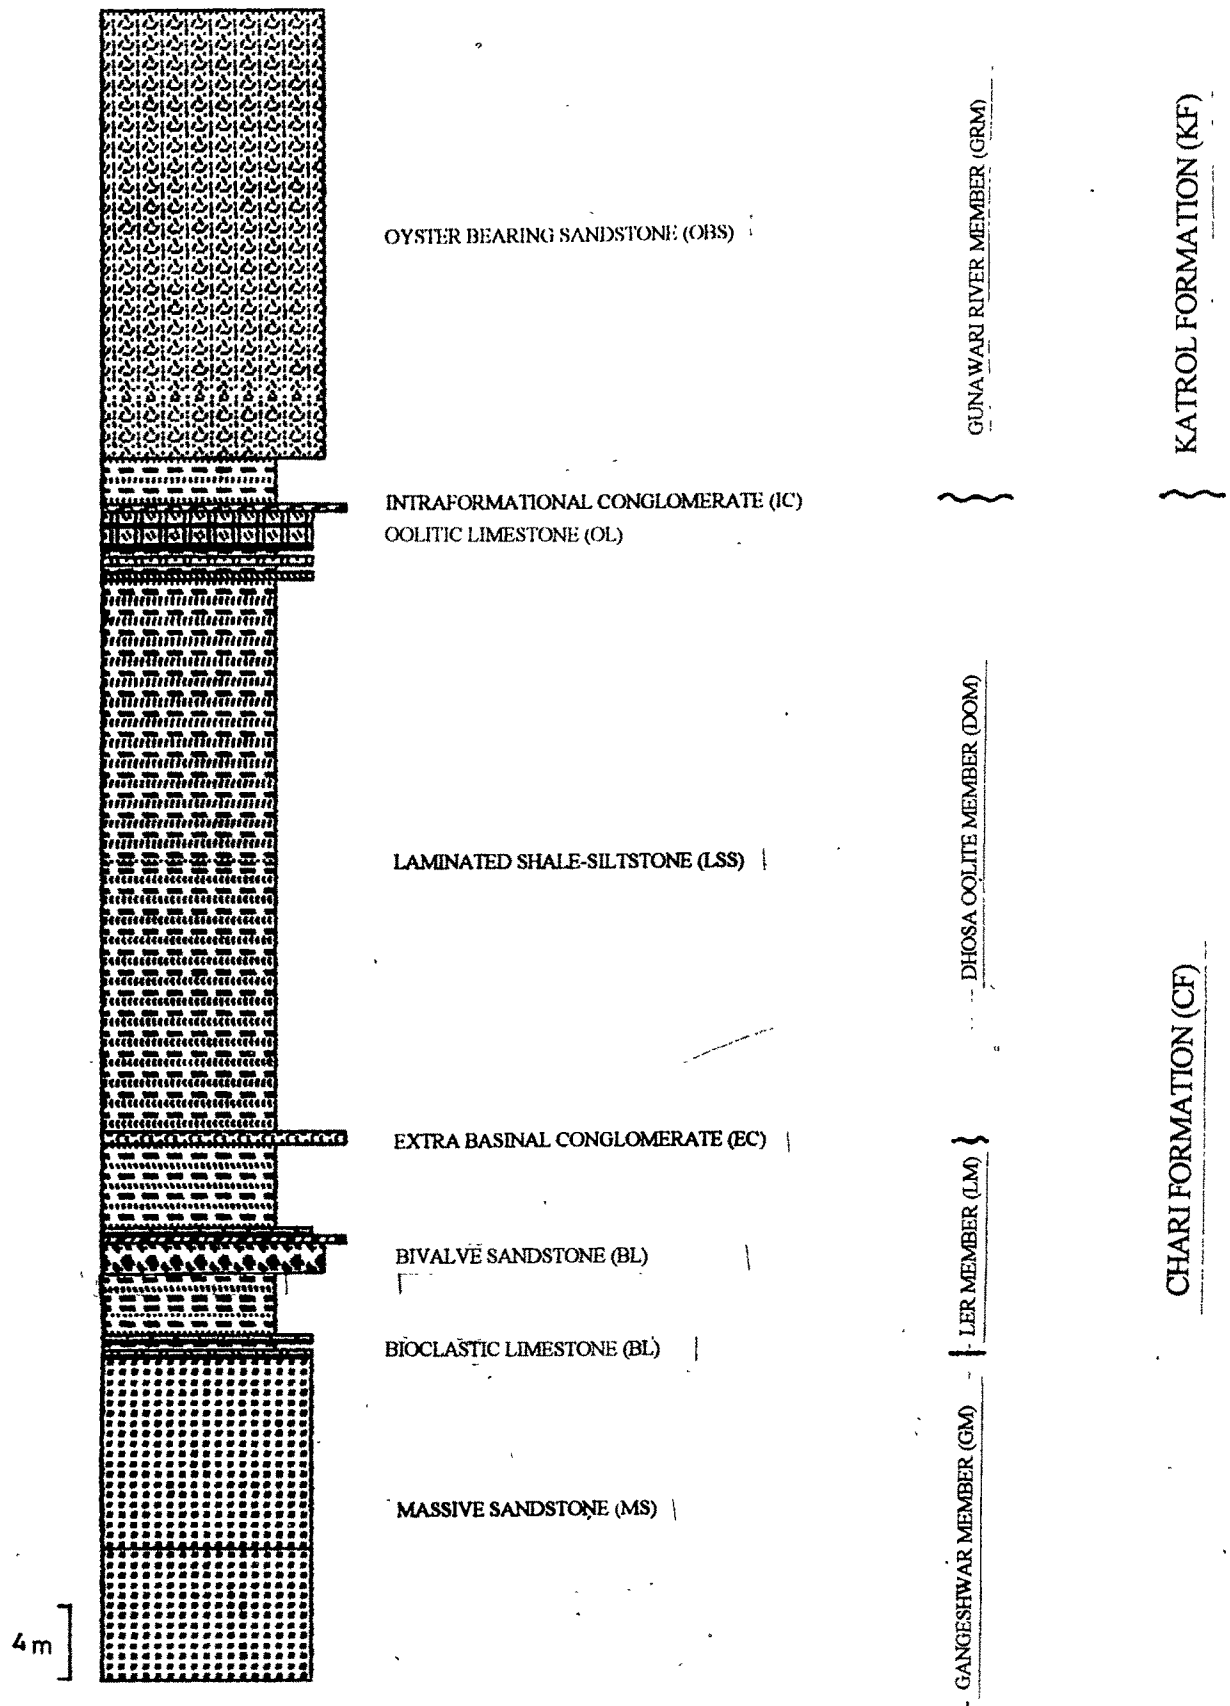 OYSTER BEARING SANDSTONE (OBS)
INTRAFORMATIONAL CONGLOMERATE (IC)
OOLITIC LIMESTONE (OL)
LAMINATED SHALE-SILTSTONE (LSS)
EXTRA BASINAL CONGLOMERATE (EC)
BIVALVE SANDSTONE (BL)
BIOCLASTIC LIMESTONE (BL)
MASSIVE SANDSTONE (MS)
4 m
GUNAWARI RIVER MEMBER (GRM)
DHOSA OOLITE MEMBER (DOM)
LER MEMBER (LM)
GANGESHWAR MEMBER (GM)
KATROL FORMATION (KF)
CHARI FORMATION (CF)